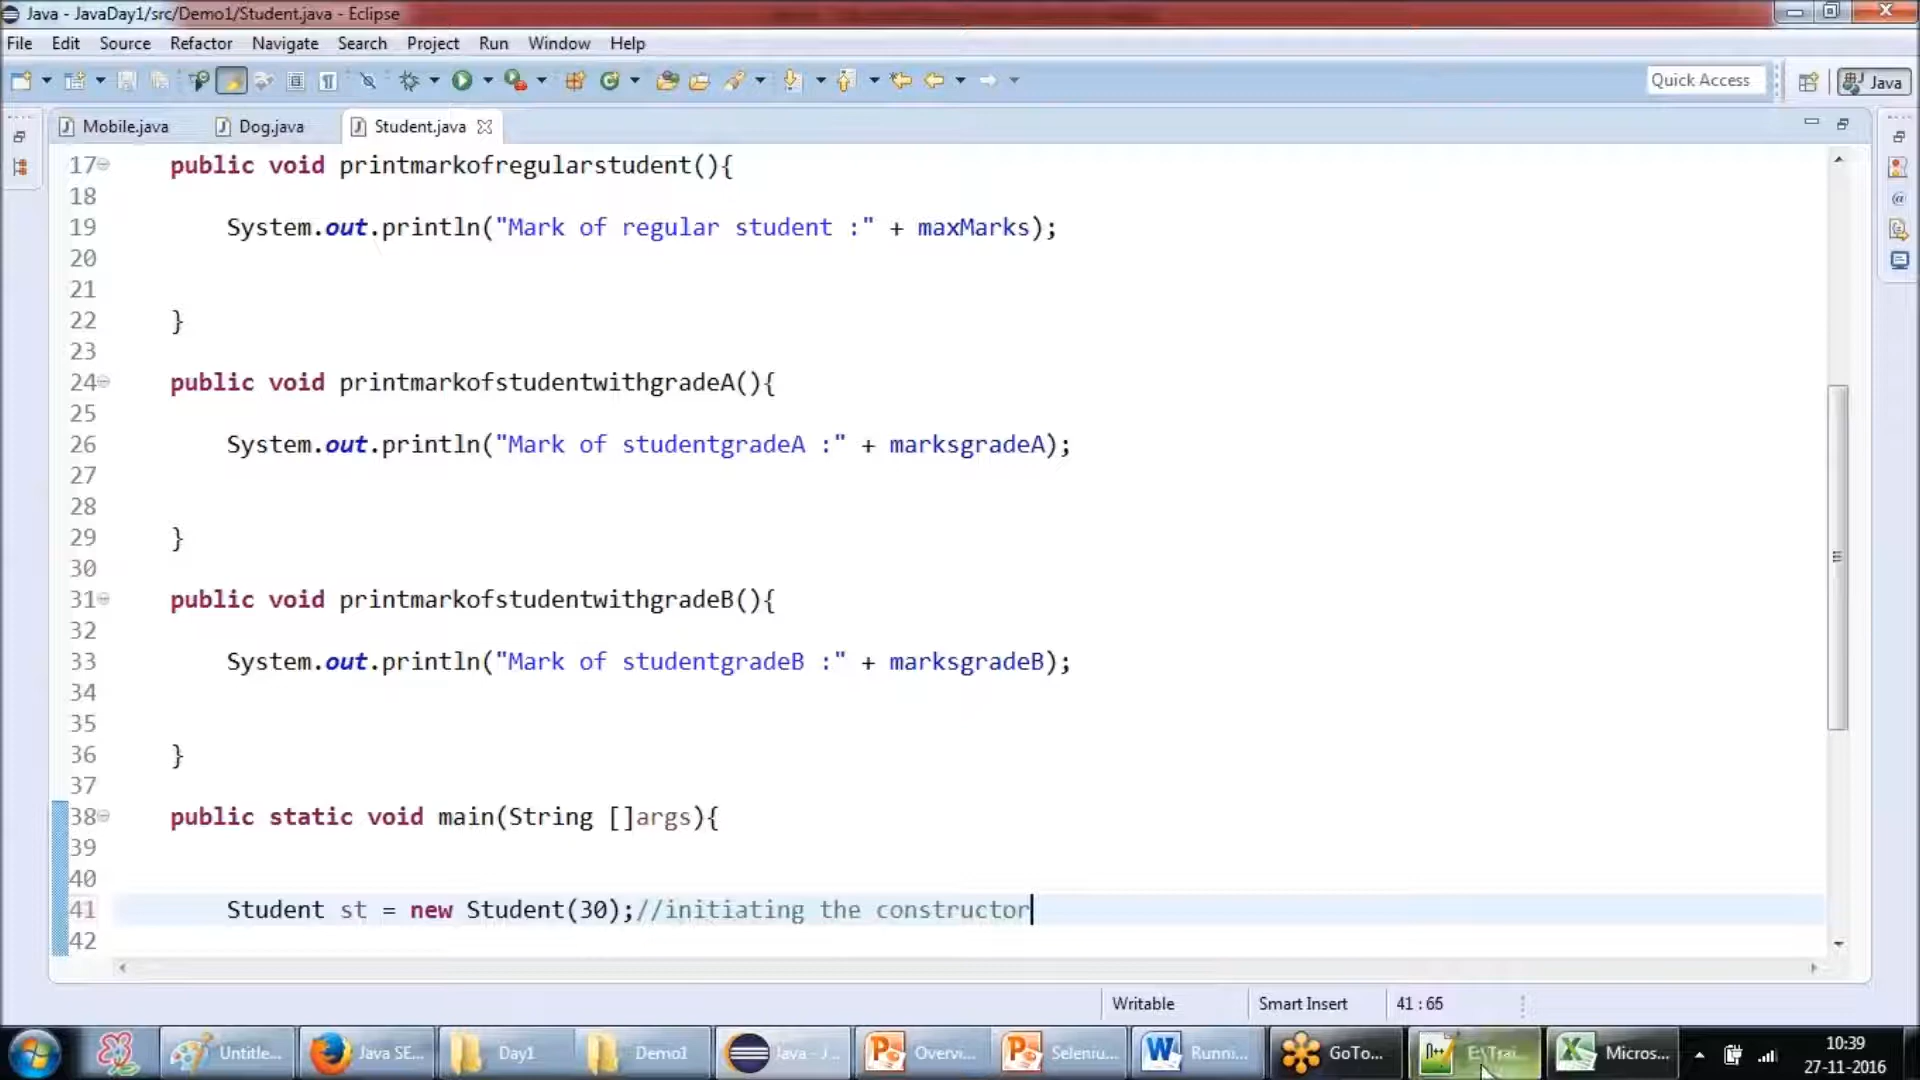 Java - JavaDay1/src/Demo1/Student.java - Eclipse
File Edit Source Refactor Navigate Search Project Run Window Help
Quick Access
Java
Mobile.java Dog.java Student.java
17 public void printmarkofregularstudent(){
18
19 System.out.println("Mark of regular student :" + maxMarks);
20
21
22 }
23
24 public void printmarkofstudentwithgradeA(){
25
26 System.out.println("Mark of studentgradeA :" + marksgradeA);
27
28
29 }
30
31 public void printmarkofstudentwithgradeB(){
32
33 System.out.println("Mark of studentgradeB :" + marksgradeB);
34
35
36 }
37
38 public static void main(String []args){
39
40
41 Student st = new Student(30);//initiating the constructor
42
Writable Smart Insert 41 : 65
Untitle... Java SE... Day1 Demo1 Java - J... Overvi... Seleniu... Runni... GoTo... E:\Trai... Micros...
10:39
27-11-2016